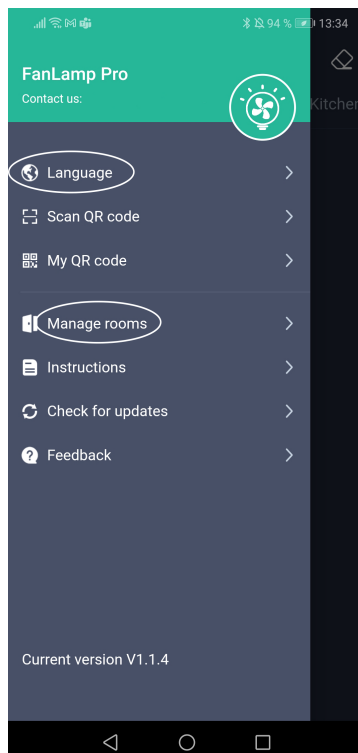 94 % 13:34
FanLamp Pro
Contact us:
Kitchen
Language
Scan QR code
My QR code
Manage rooms
Instructions
Check for updates
Feedback
Current version V1.1.4